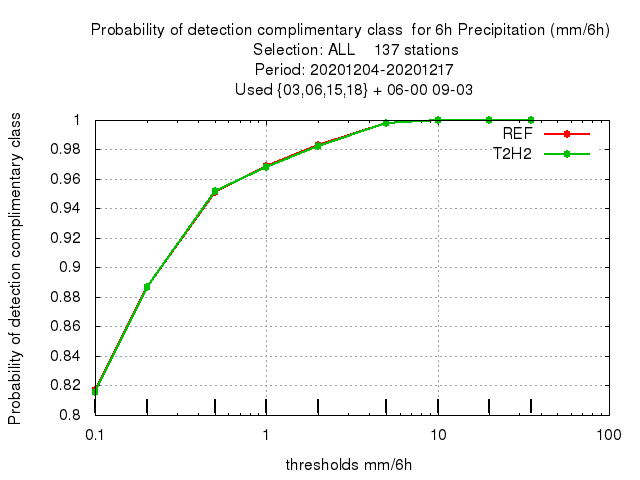 Probability of detection complimentary class  for 6h Precipitation (mm/6h)
Selection: ALL    137 stations
Period: 20201204-20201217
Used {03,06,15,18} + 06-00 09-03
Probability of detection complimentary class
1
0.98
0.96
0.94
0.92
0.9
0.88
0.86
0.84
0.82
0.8
REF
T2H2
0.1
1
10
100
thresholds mm/6h